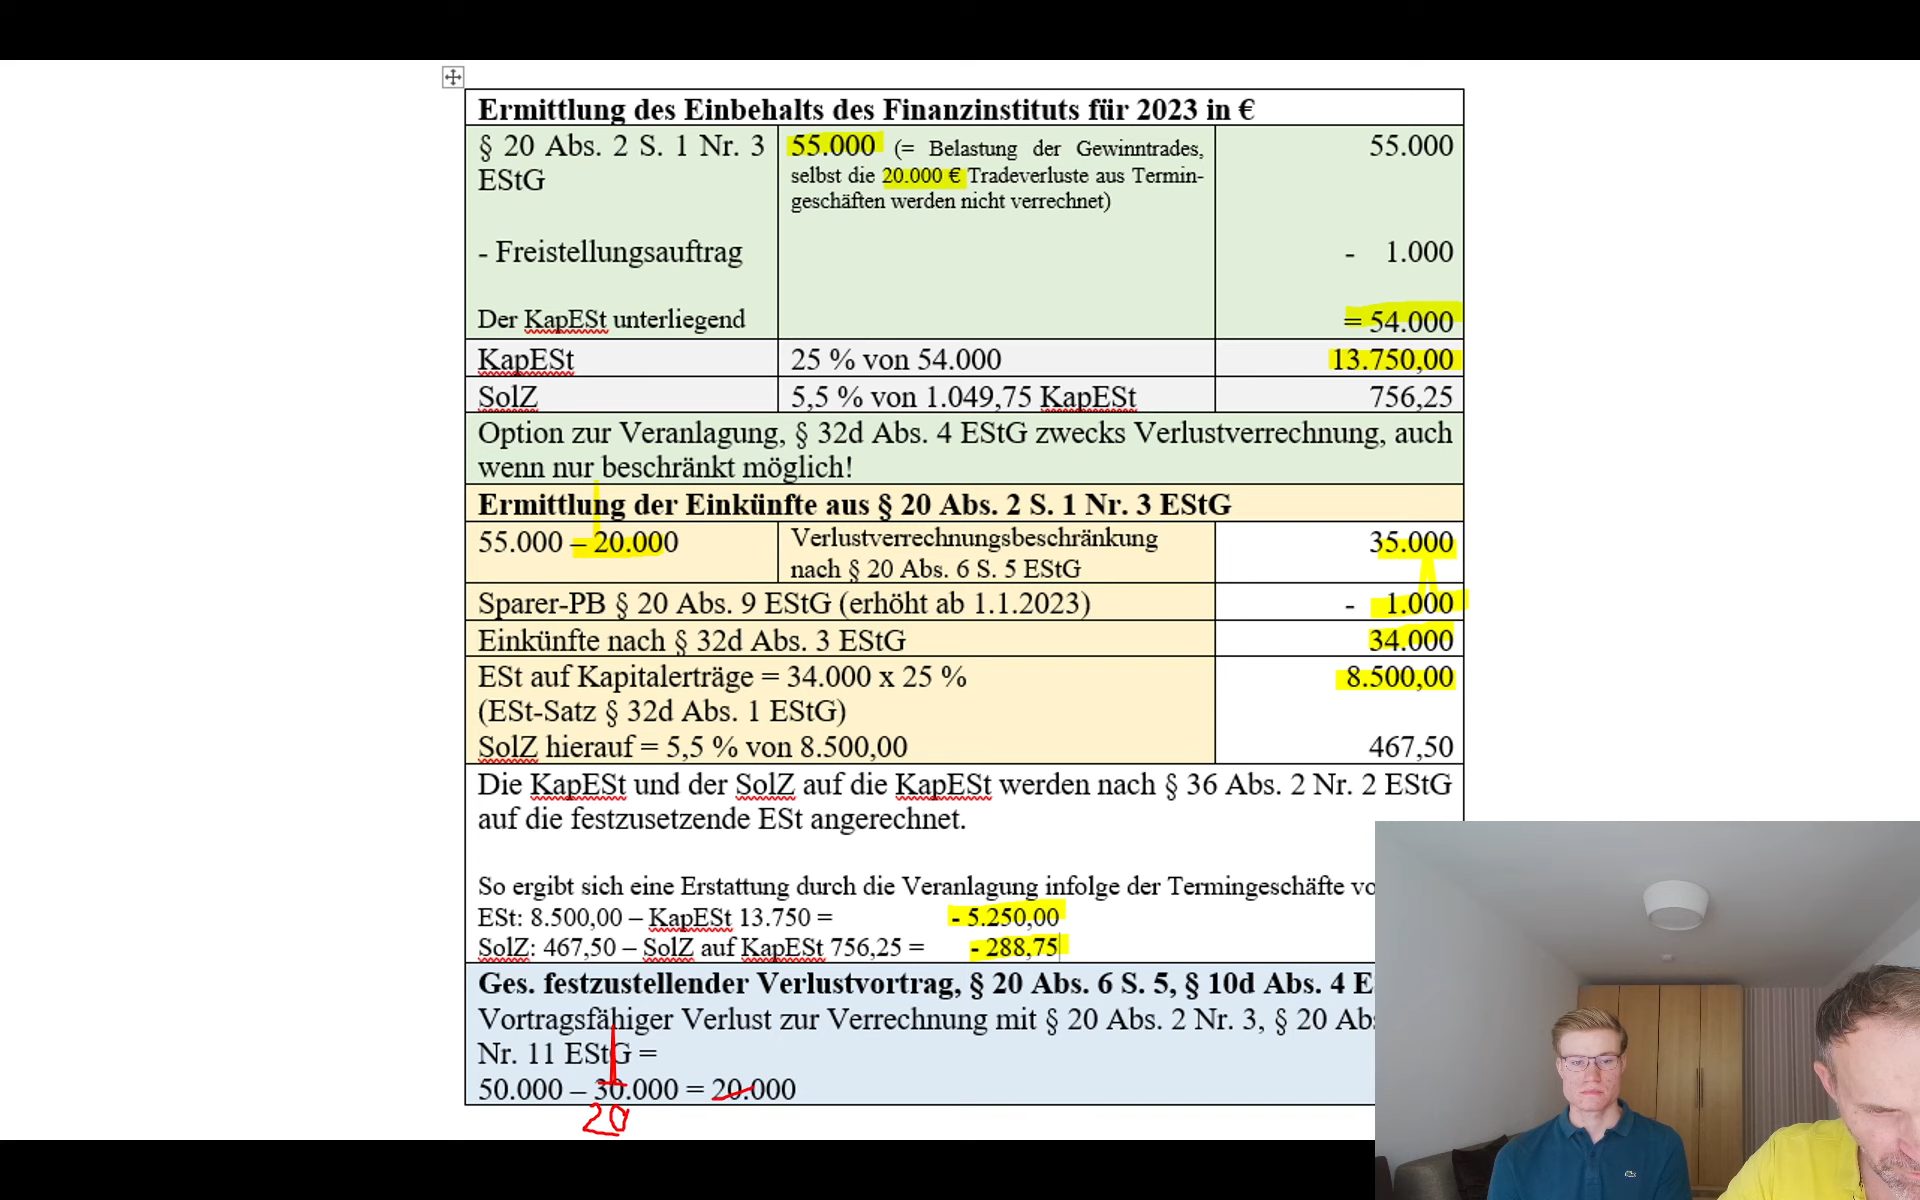 Ermittlung des Einbehalts des Finanzinstituts für 2023 in €
§ 20 Abs. 2 S. 1 Nr. 3
EStG
55.000 (= Belastung der Gewinntrades,
selbst die 20.000 € Tradeverluste aus Termin-
geschäften werden nicht verrechnet)
55.000
- Freistellungsauftrag
- 1.000
Der KapESt unterliegend
= 54.000
KapESt
25 % von 54.000
13.750,00
SolZ
5,5 % von 1.049,75 KapESt
756,25
Option zur Veranlagung, § 32d Abs. 4 EStG zwecks Verlustverrechnung, auch
wenn nur beschränkt möglich!
Ermittlung der Einkünfte aus § 20 Abs. 2 S. 1 Nr. 3 EStG
55.000 – 20.000
Verlustverrechnungsbeschränkung
nach § 20 Abs. 6 S. 5 EStG
35.000
Sparer-PB § 20 Abs. 9 EStG (erhöht ab 1.1.2023)
- 1.000
Einkünfte nach § 32d Abs. 3 EStG
34.000
ESt auf Kapitalerträge = 34.000 x 25 %
8.500,00
(ESt-Satz § 32d Abs. 1 EStG)
SolZ hierauf = 5,5 % von 8.500,00
467,50
Die KapESt und der SolZ auf die KapESt werden nach § 36 Abs. 2 Nr. 2 EStG
auf die festzusetzende ESt angerechnet.
So ergibt sich eine Erstattung durch die Veranlagung infolge der Termingeschäfte vo
ESt: 8.500,00 – KapESt 13.750 = - 5.250,00
SolZ: 467,50 – SolZ auf KapESt 756,25 = - 288,75
Ges. festzustellender Verlustvortrag, § 20 Abs. 6 S. 5, § 10d Abs. 4 E
Vortragsfähiger Verlust zur Verrechnung mit § 20 Abs. 2 Nr. 3, § 20 Ab
Nr. 11 EStG =
50.000 – 30.000 = 20.000
20